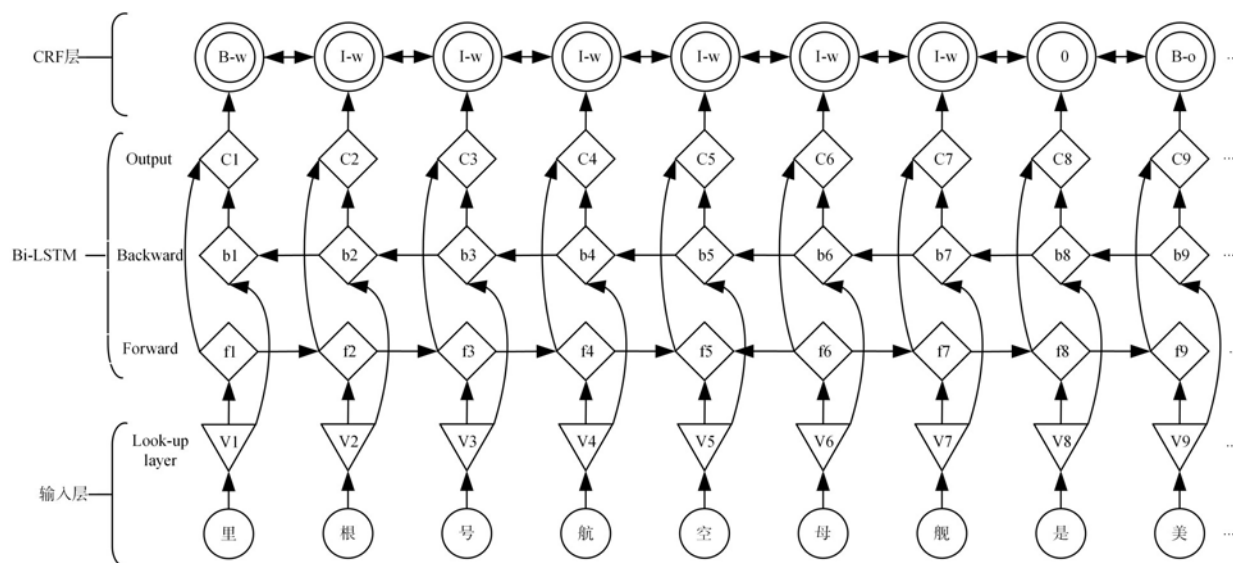 CRF层
B-w I-w I-w I-w I-w I-w I-w 0 B-o ...
Output C1 C2 C3 C4 C5 C6 C7 C8 C9 ...
Bi-LSTM
Backward b1 b2 b3 b4 b5 b6 b7 b8 b9 ...
Forward f1 f2 f3 f4 f5 f6 f7 f8 f9 ...
Look-up
layer
V1 V2 V3 V4 V5 V6 V7 V8 V9 ...
输入层
里 根 号 航 空 母 舰 是 美 ...